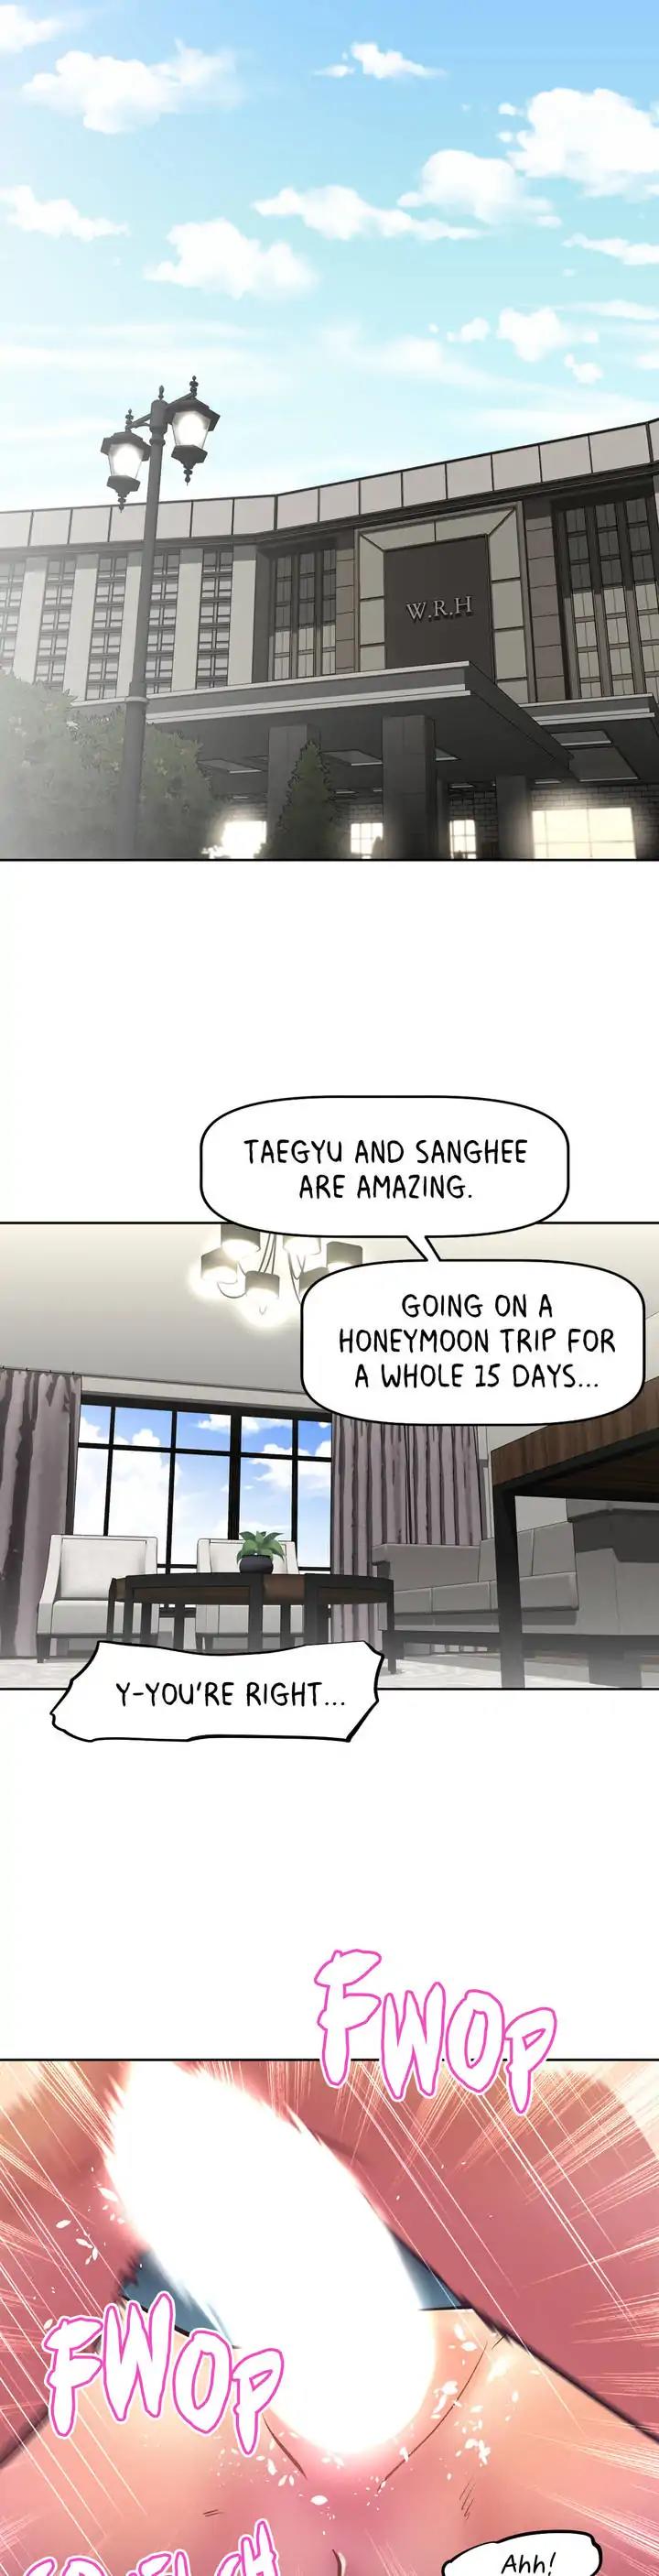 W.R.H
TAEGYU AND SANGHEE
ARE AMAZING.
GOING ON A
HONEYMOON TRIP FOR
A WHOLE 15 DAYS...
Y-YOU'RE RIGHT...
FWOP
FWOP
Ahh!